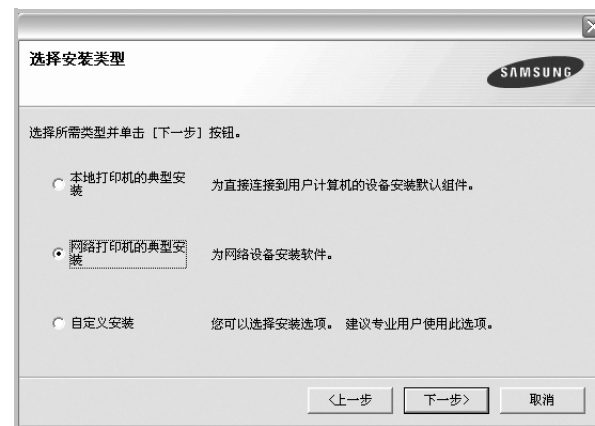 选择安装类型
SAMSUNG
选择所需类型并单击 [下一步] 按钮。
本地打印机的典型安
装
为直接连接到用户计算机的设备安装默认组件。
网络打印机的典型安
装
为网络设备安装软件。
自定义安装
您可以选择安装选项。 建议专业用户使用此选项。
<上一步
下一步>
取消